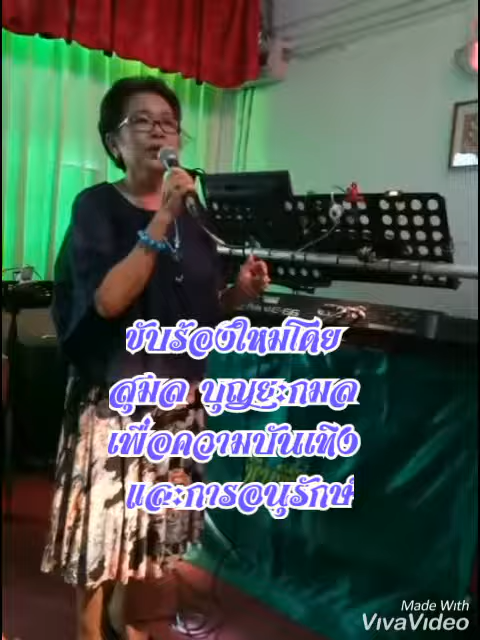 ขับร้องใหม่โดย
สุมล บุญยะกมล
เพื่อความบันเทิง
และการอนุรักษ์
Made With
VivaVideo